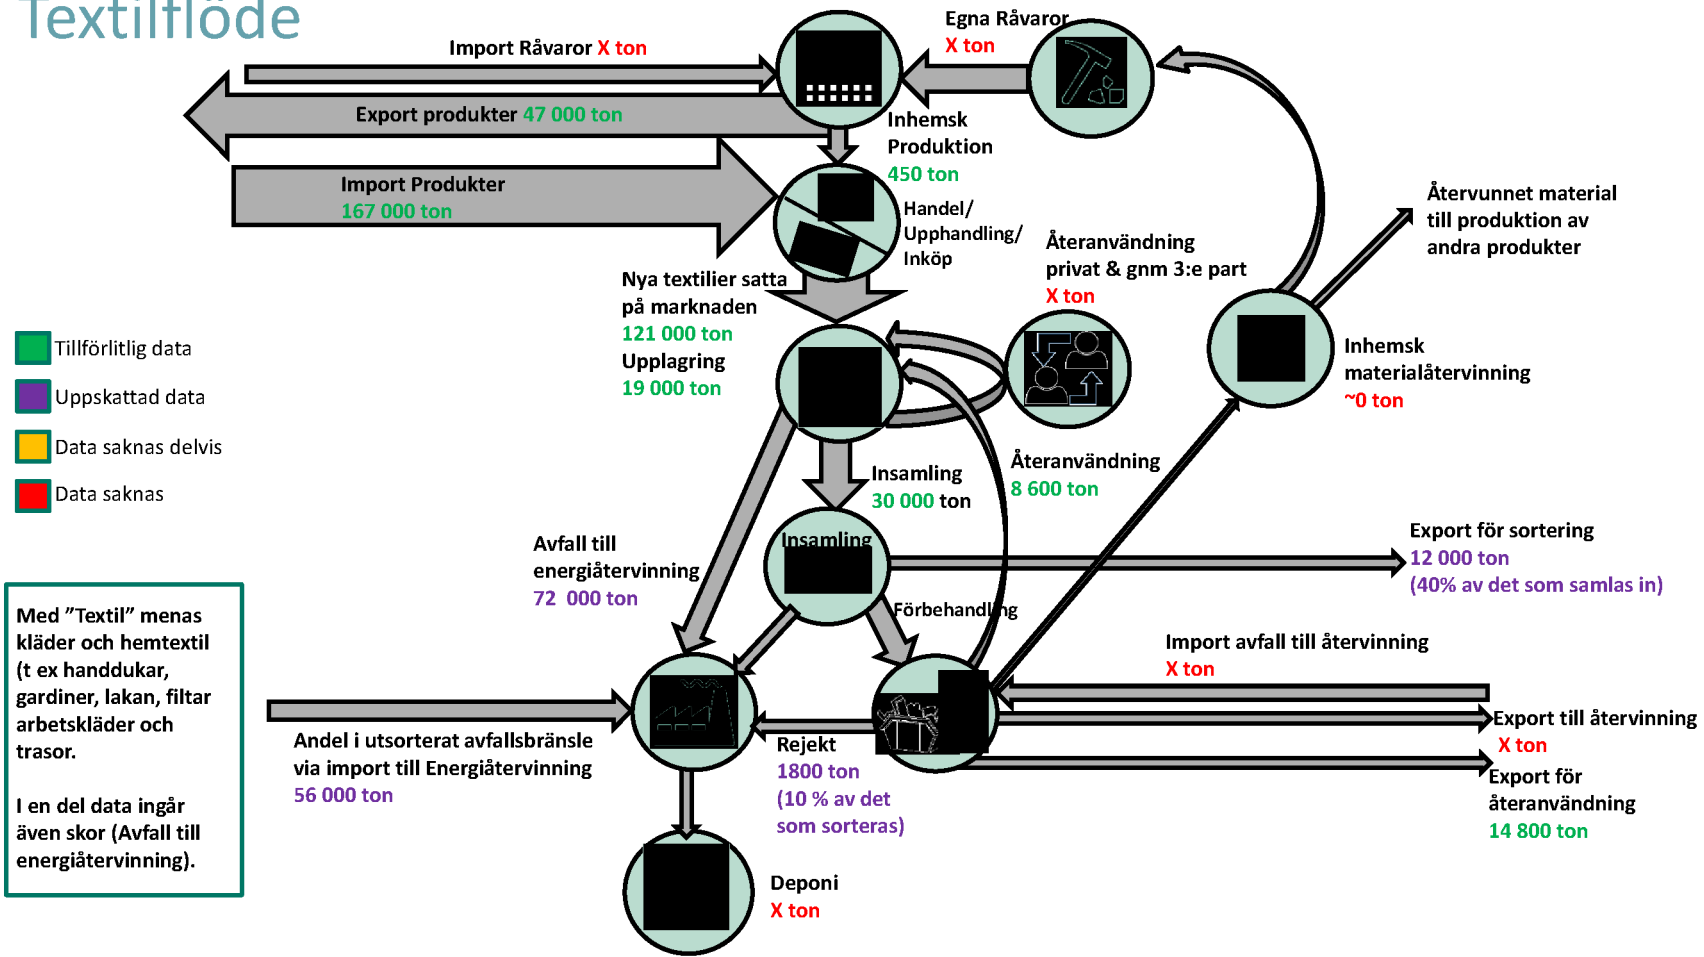 Textilflöde
Import Råvaror X ton
Egna Råvaror
X ton
Export produkter 47 000 ton
Inhemsk
Produktion
450 ton
Import Produkter
167 000 ton
Handel/
Upphandling/
Inköp
Återvunnet material
till produktion av
andra produkter
Återanvändning
privat & gnm 3:e part
X ton
Nya textilier satta
på marknaden
121 000 ton
Upplagring
19 000 ton
Inhemsk
materialåtervinning
~0 ton
Tillförlitlig data
Uppskattad data
Data saknas delvis
Data saknas
Återanvändning
8 600 ton
Insamling
30 000 ton
Insamling
Avfall till
energiåtervinning
72 000 ton
Export för sortering
12 000 ton
(40% av det som samlas in)
Förbehandling
Med ”Textil” menas
kläder och hemtextil
(t ex handdukar,
gardiner, lakan, filtar
arbetskläder och
trasor.
I en del data ingår
även skor (Avfall till
energiåtervinning).
Import avfall till återvinning
X ton
Export till återvinning
X ton
Andel i utsorterat avfallsbränsle
via import till Energiåtervinning
56 000 ton
Rejekt
1800 ton
(10 % av det
som sorteras)
Export för
återanvändning
14 800 ton
Deponi
X ton